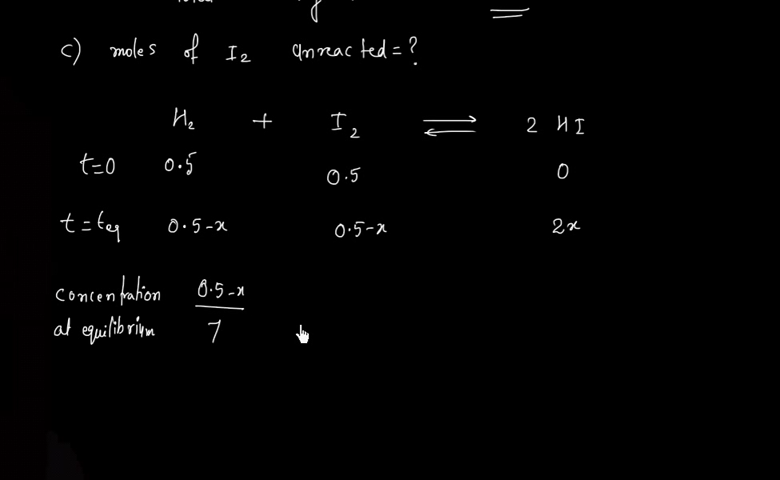 c) moles of I2 unreacted = ?
H2 + I2 ⇌ 2 HI
t=0 0.5 0.5 0
t = teq 0.5-x 0.5-x 2x
concentration 0.5-x
at equilibrium 7